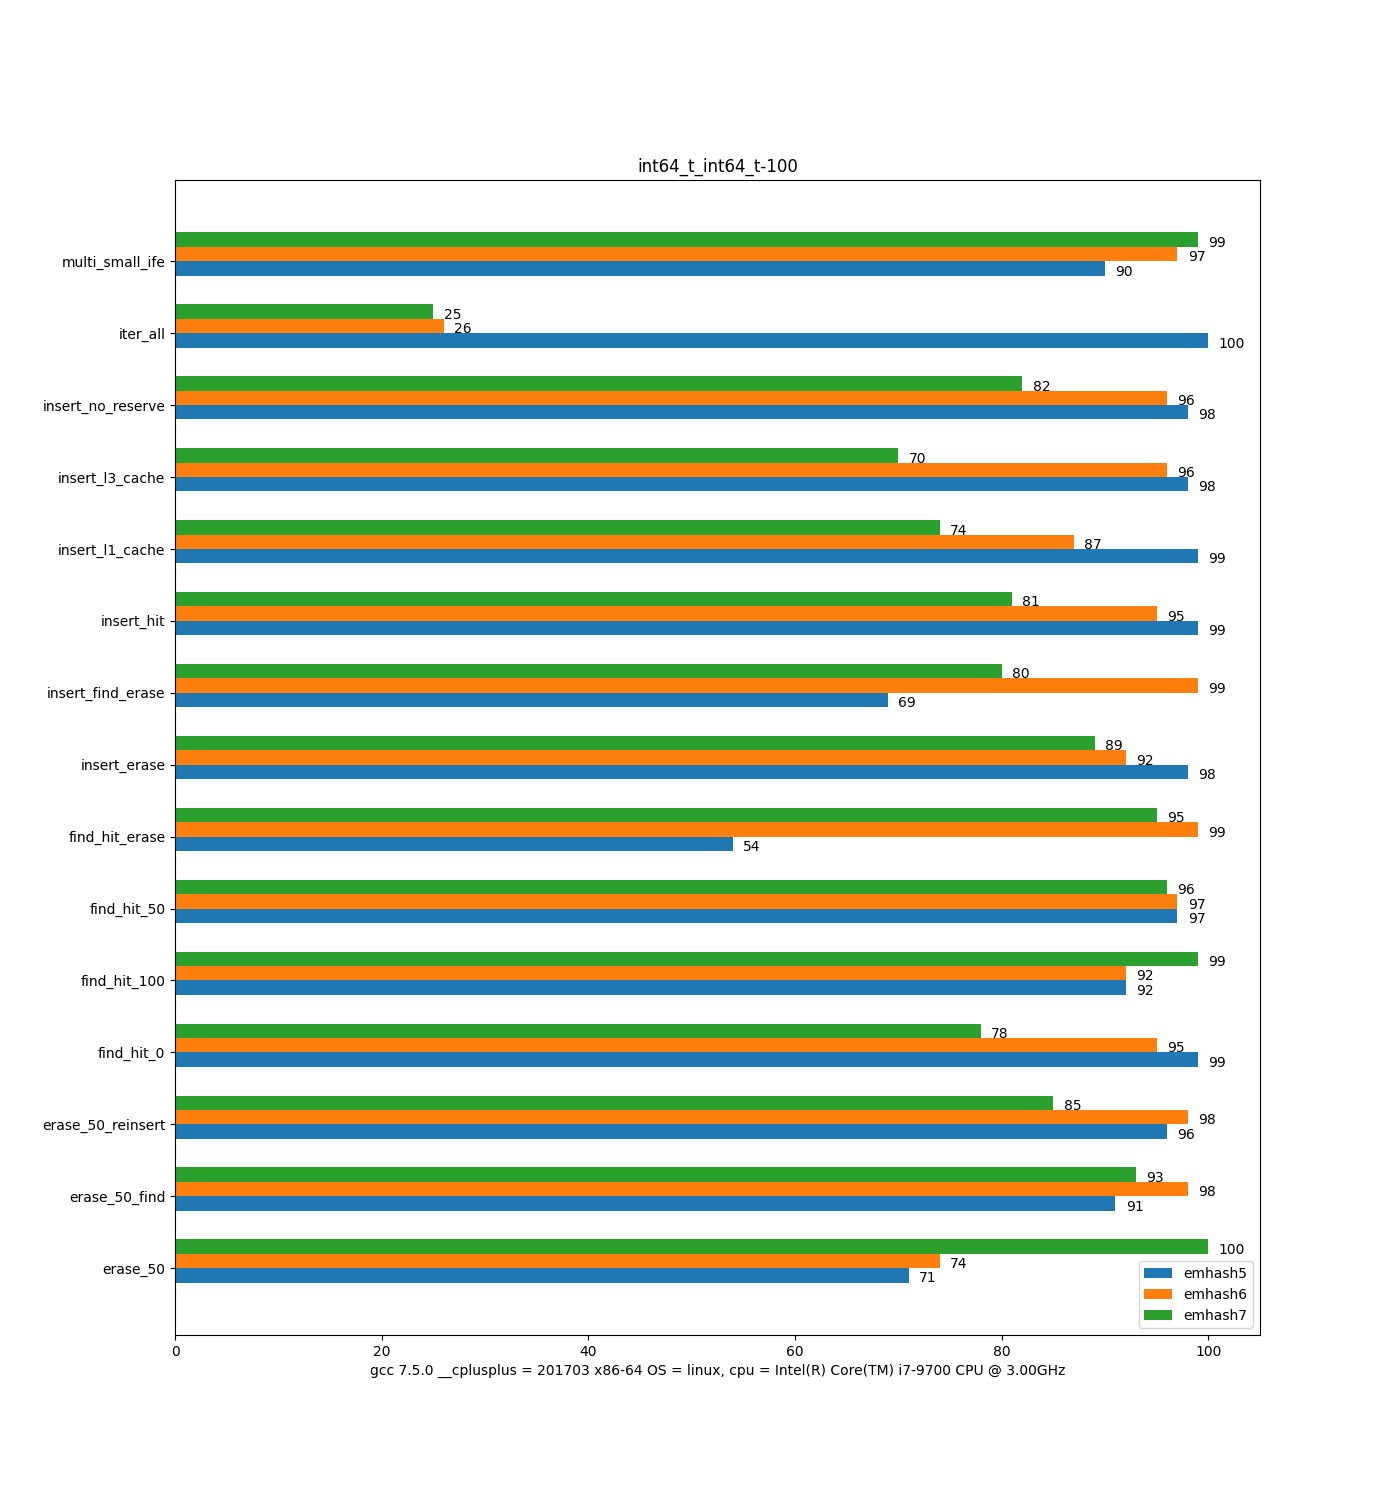 int64_t_int64_t-100
multi_small_ife
99
97
90
iter_all
25
26
100
insert_no_reserve
82
96
98
insert_l3_cache
70
96
98
insert_l1_cache
74
87
99
insert_hit
81
95
99
insert_find_erase
80
99
69
insert_erase
89
92
98
find_hit_erase
95
99
54
find_hit_50
96
97
97
find_hit_100
99
92
92
find_hit_0
78
95
99
erase_50_reinsert
85
98
96
erase_50_find
93
98
91
erase_50
100
74
71
emhash5
emhash6
emhash7
0 20 40 60 80 100
gcc 7.5.0 __cplusplus = 201703 x86-64 OS = linux, cpu = Intel(R) Core(TM) i7-9700 CPU @ 3.00GHz